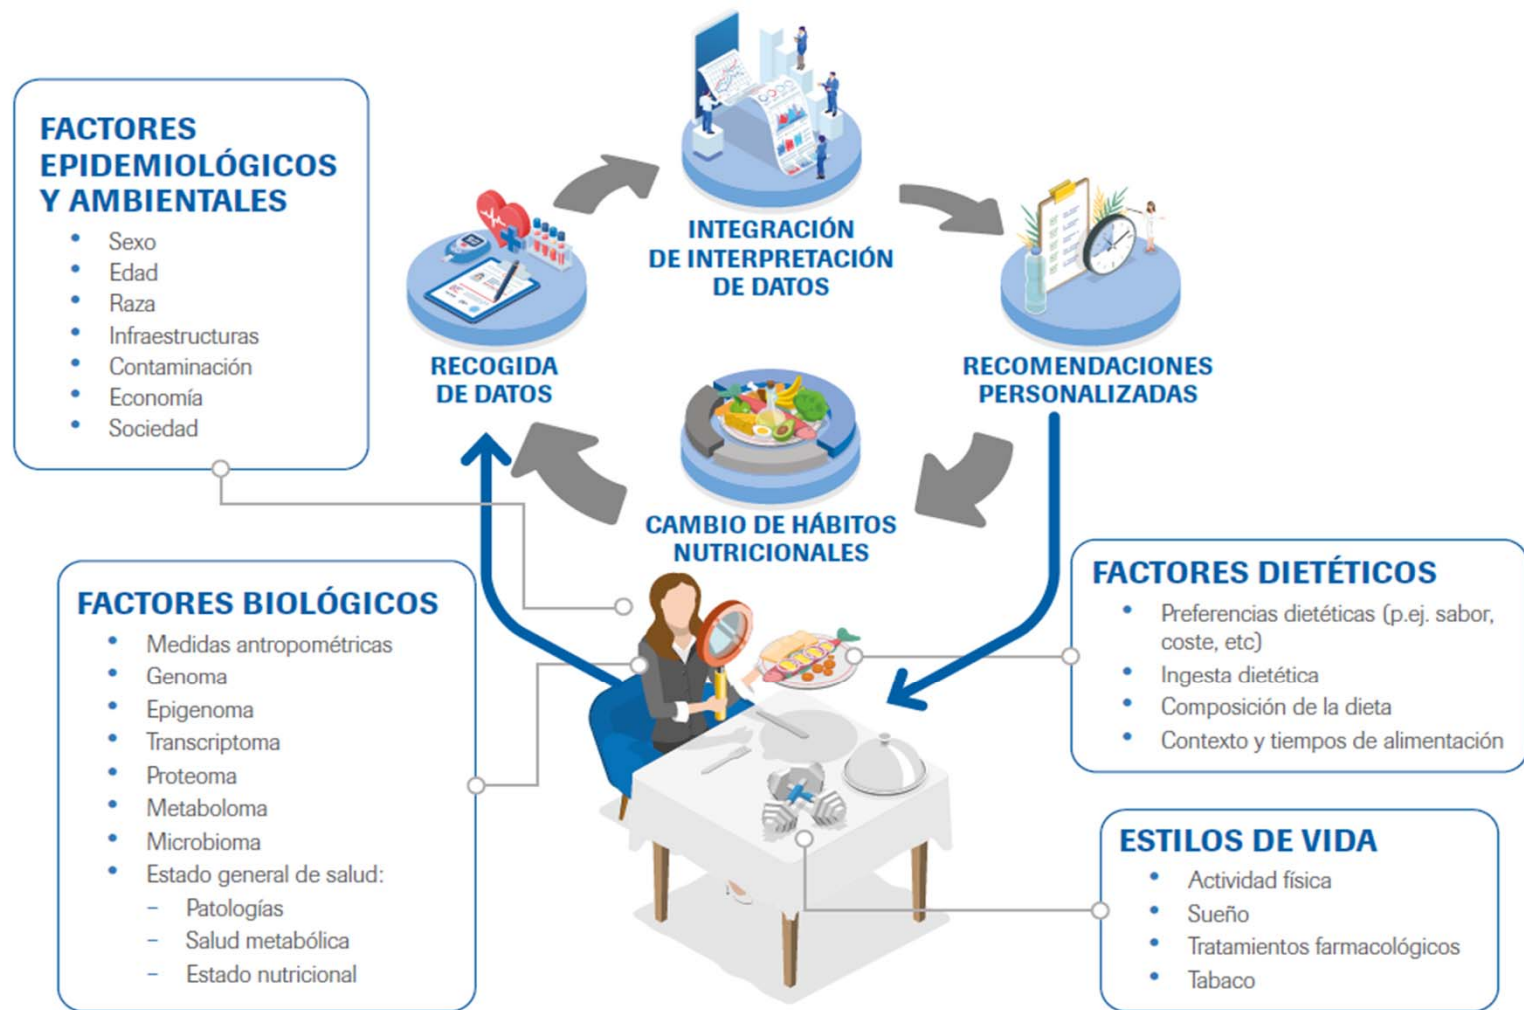 FACTORES
EPIDEMIOLÓGICOS
Y AMBIENTALES
• Sexo
• Edad
• Raza
• Infraestructuras
• Contaminación
• Economía
• Sociedad
INTEGRACIÓN
DE INTERPRETACIÓN
DE DATOS
RECOGIDA
DE DATOS
RECOMENDACIONES
PERSONALIZADAS
CAMBIO DE HÁBITOS
NUTRICIONALES
FACTORES BIOLÓGICOS
• Medidas antropométricas
• Genoma
• Epigenoma
• Transcriptoma
• Proteoma
• Metaboloma
• Microbioma
• Estado general de salud:
– Patologías
– Salud metabólica
– Estado nutricional
FACTORES DIETÉTICOS
• Preferencias dietéticas (p.ej. sabor,
coste, etc)
• Ingesta dietética
• Composición de la dieta
• Contexto y tiempos de alimentación
ESTILOS DE VIDA
• Actividad física
• Sueño
• Tratamientos farmacológicos
• Tabaco